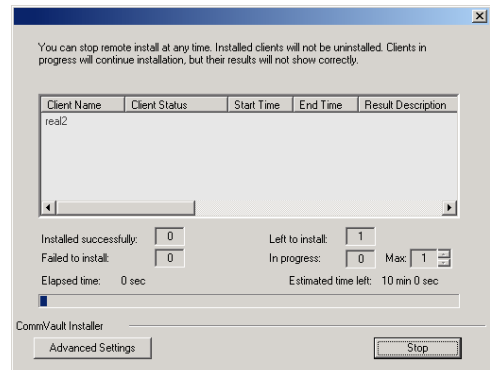 You can stop remote install at any time. Installed clients will not be uninstalled. Clients in
progress will continue installation, but their results will not show correctly.
Client Name Client Status Start Time End Time Result Description
real2
Installed successfully: 0 Left to install: 1
Failed to install: 0 In progress: 0 Max: 1
Elapsed time: 0 sec Estimated time left: 10 min 0 sec
CommVault Installer
Advanced Settings Stop